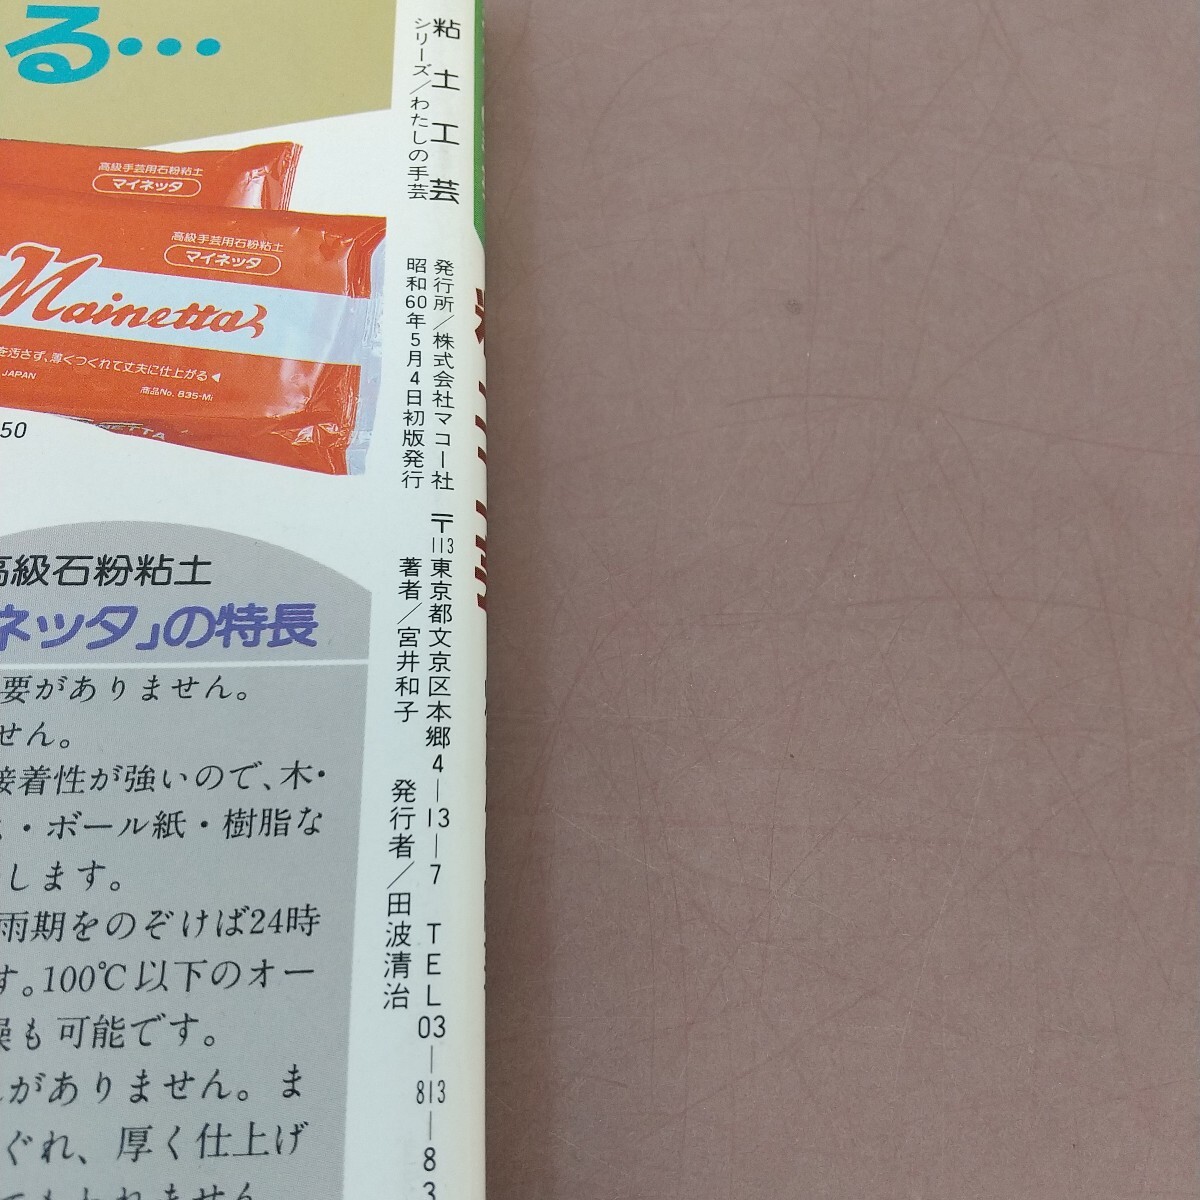 る…
高級手芸用石粉粘土
マイネッタ
高級手芸用石粉粘土
マイネッタ
Mainetta
を汚さず、薄くつくれて丈夫に仕上がる◀
JAPAN
商品No. 835-Mi
50
高級石粉粘土
ネッタ」の特長
要がありません。
せん。
接着性が強いので、木・
・ボール紙・樹脂な
します。
雨期をのぞけば24時
す。100℃以下のオー
燥も可能です。
がありません。ま
ぐれ、厚く仕上げ
粘土工芸
シリーズ/わたしの手芸
発行所/株式会社マコー社
昭和60年5月4日初版発行
〒113東京都文京区本郷4―13―7 TEL03―813―83
著者/宮井和子 発行者/田波清治